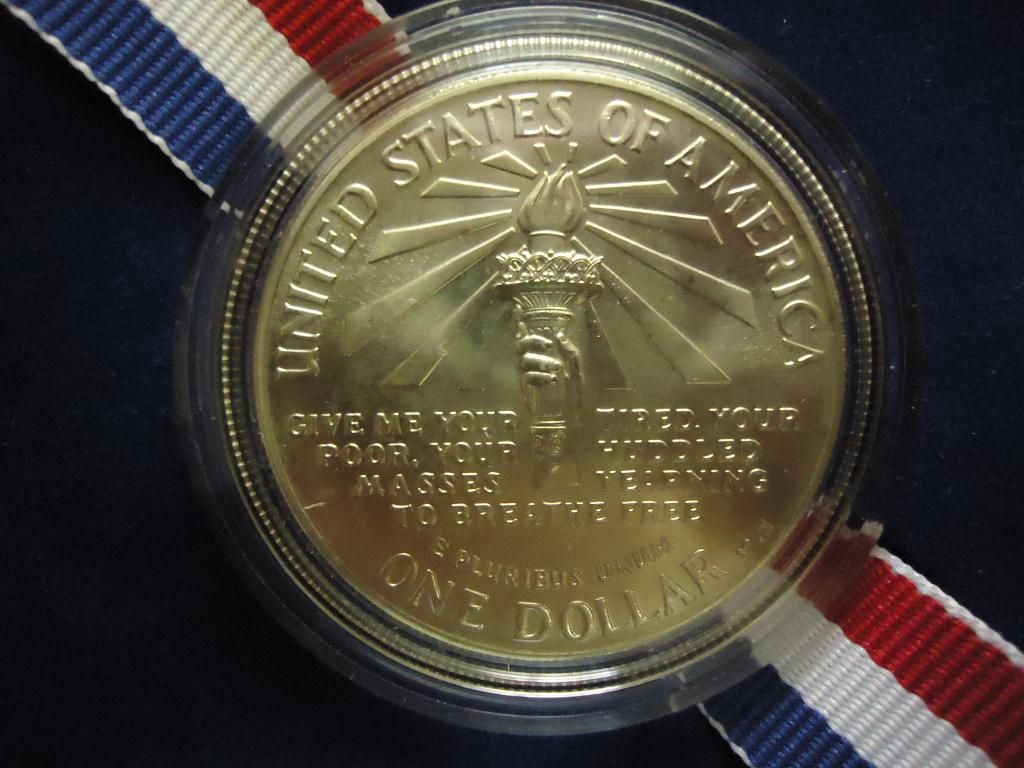 UNITED STATES OF AMERICA
GIVE ME YOUR TIRED, YOUR
POOR, YOUR HUDDLED
MASSES YEARNING
TO BREATHE FREE
E PLURIBUS UNUM
ONE DOLLAR